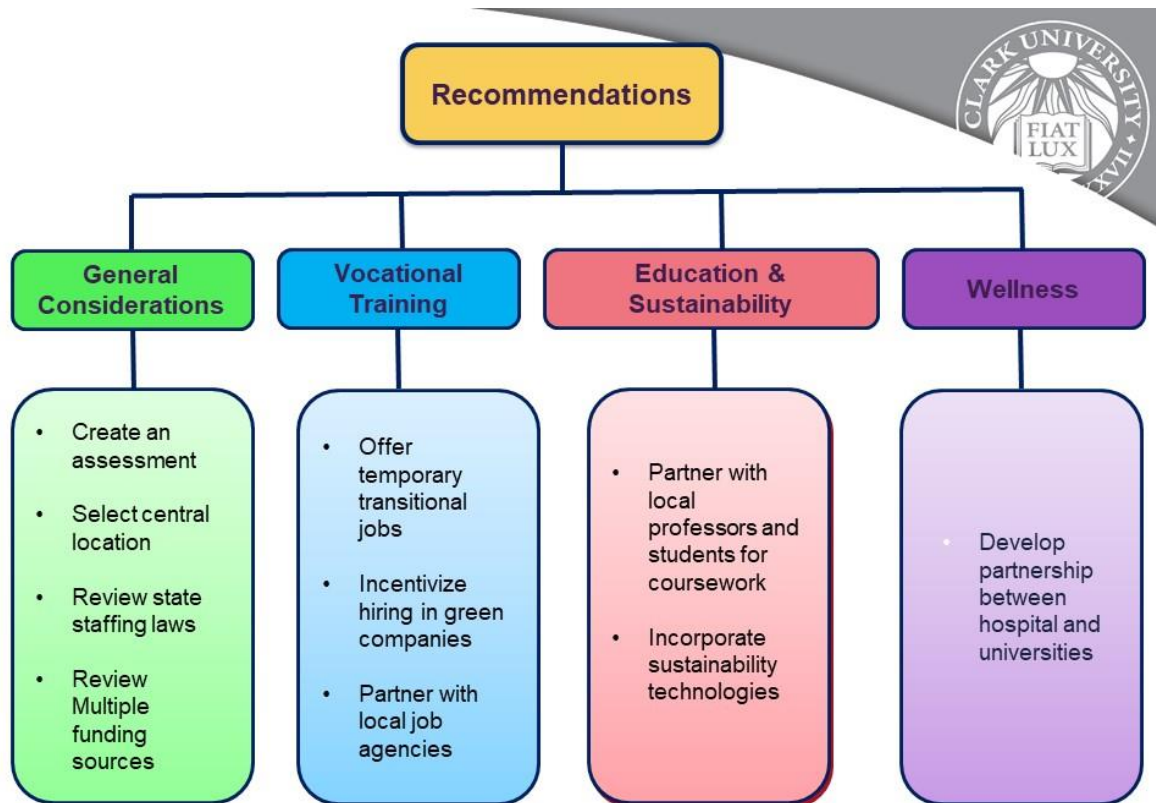 Recommendations
CLARK UNIVERSITY
FIAT
LUX
General
Considerations
Vocational
Training
Education &
Sustainability
Wellness
• Create an
assessment
• Select central
location
• Review state
staffing laws
• Review
Multiple
funding
sources
• Offer
temporary
transitional
jobs
• Incentivize
hiring in green
companies
• Partner with
local job
agencies
• Partner with
local
professors and
students for
coursework
• Incorporate
sustainability
technologies
• Develop
partnership
between
hospital and
universities